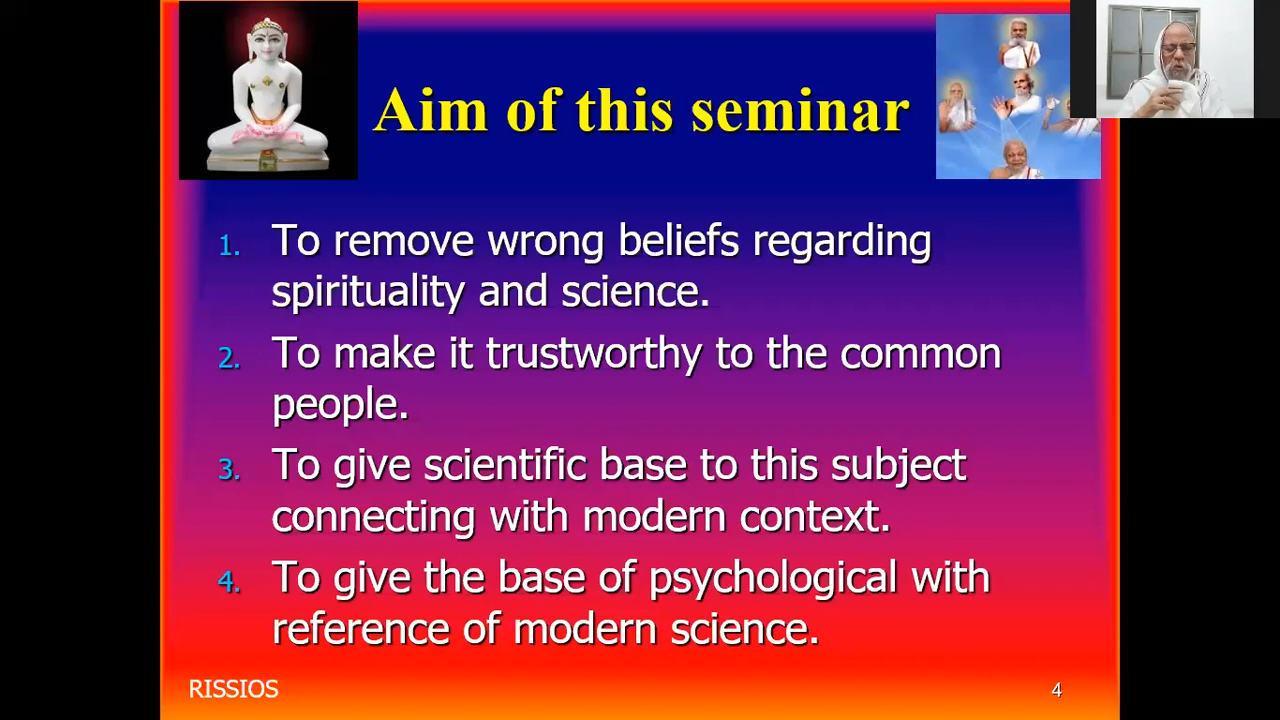 Aim of this seminar
1. To remove wrong beliefs regarding
spirituality and science.
2. To make it trustworthy to the common
people.
3. To give scientific base to this subject
connecting with modern context.
4. To give the base of psychological with
reference of modern science.
RISSIOS
4